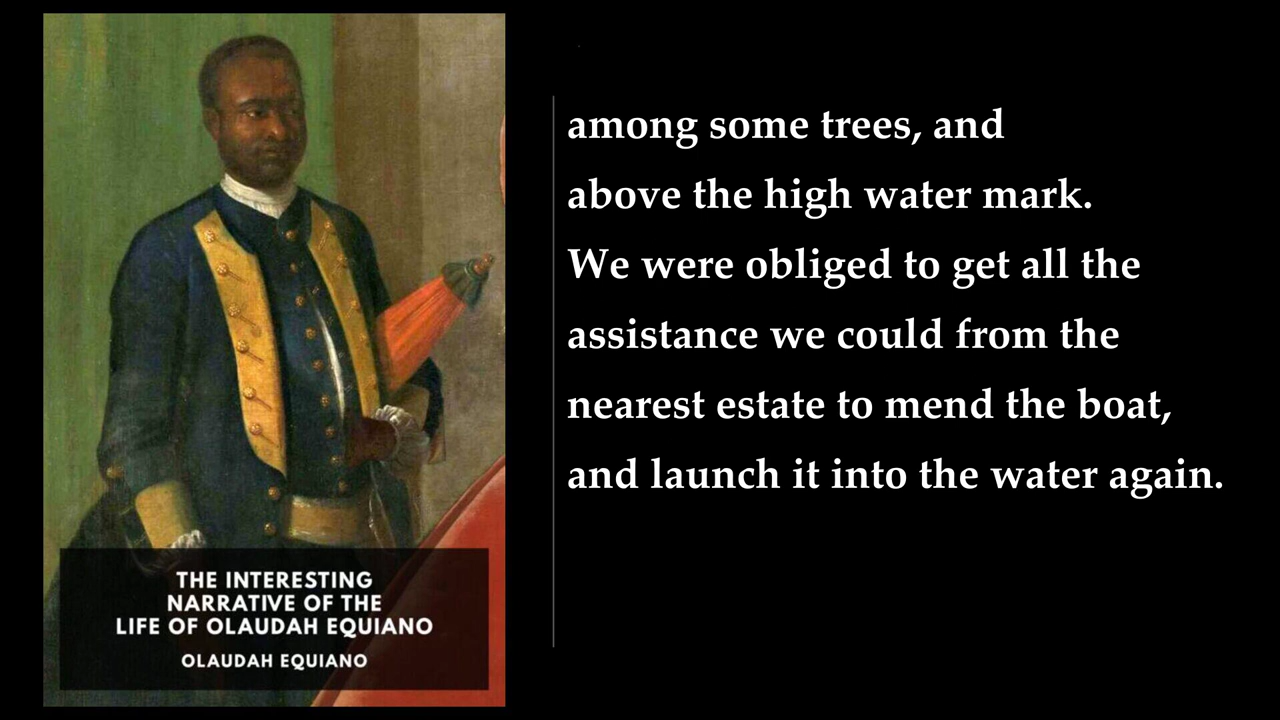 among some trees, and
above the high water mark.
We were obliged to get all the
assistance we could from the
nearest estate to mend the boat,
and launch it into the water again.
THE INTERESTING
NARRATIVE OF THE
LIFE OF OLAUDAH EQUIANO
OLAUDAH EQUIANO